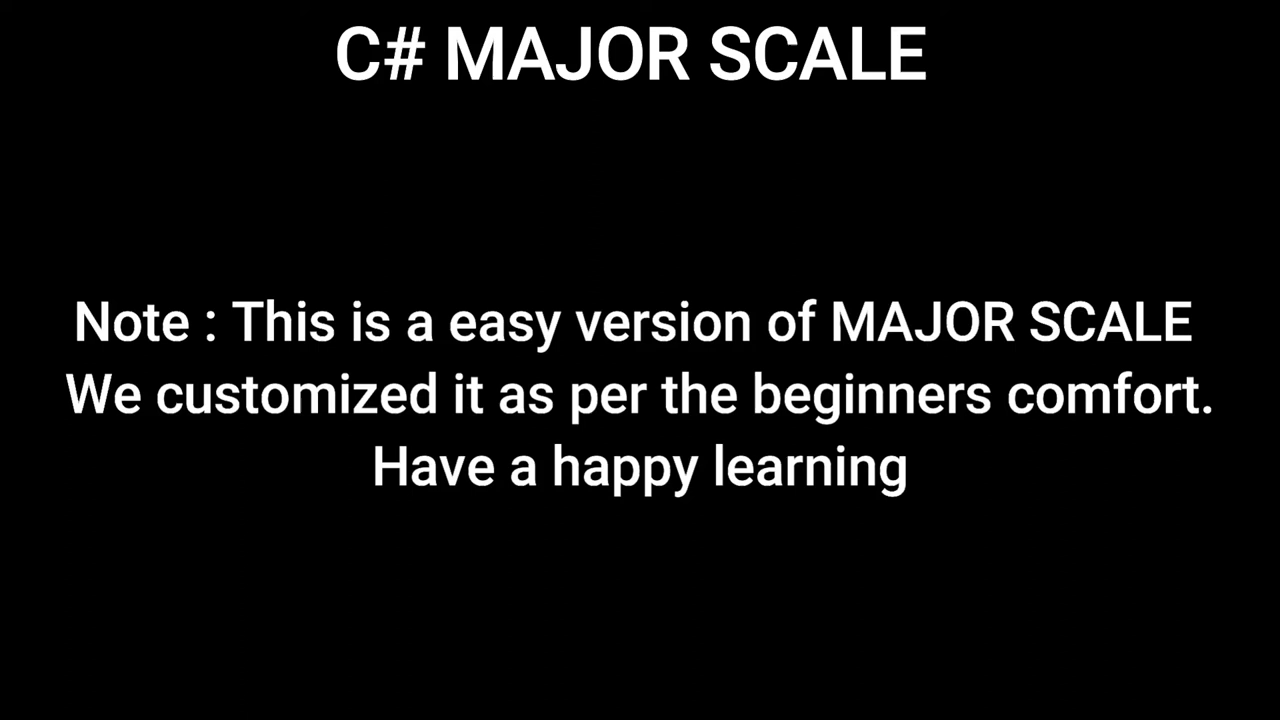 C# MAJOR SCALE
Note : This is a easy version of MAJOR SCALE
We customized it as per the beginners comfort.
Have a happy learning